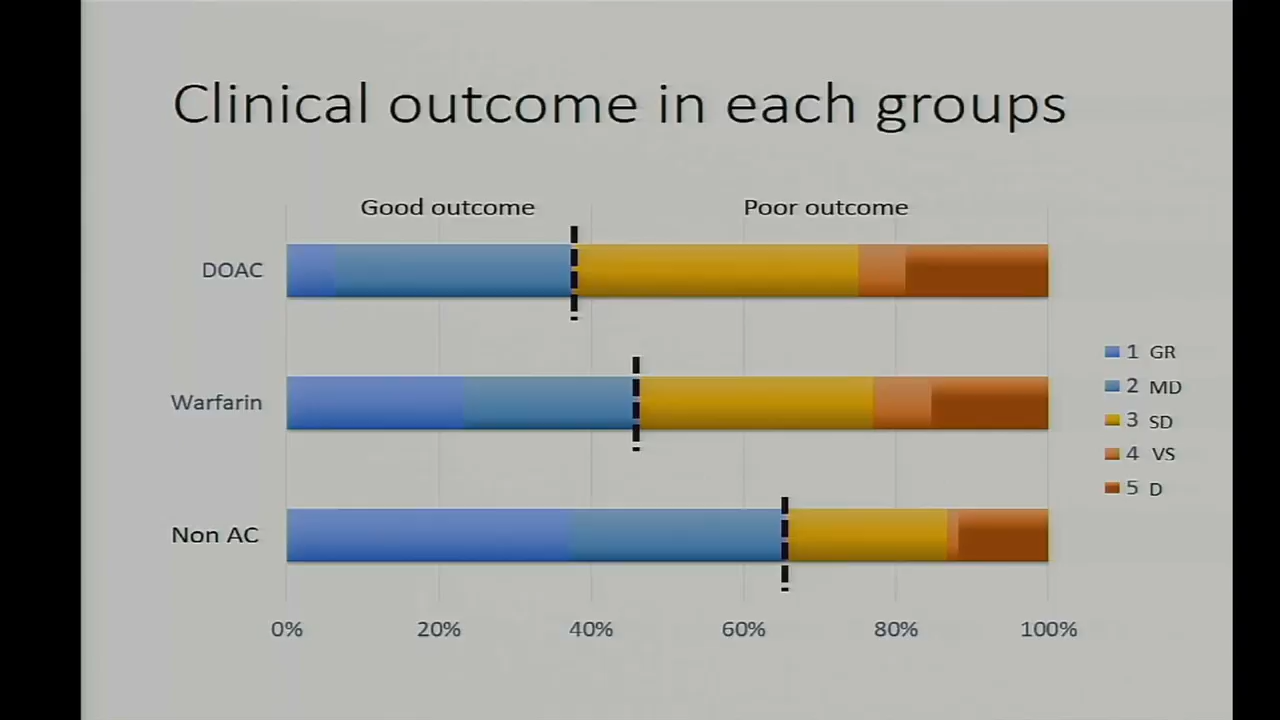 Clinical outcome in each groups
Good outcome
Poor outcome
DOAC
Warfarin
Non AC
1 GR
2 MD
3 SD
4 VS
5 D
0%
20%
40%
60%
80%
100%